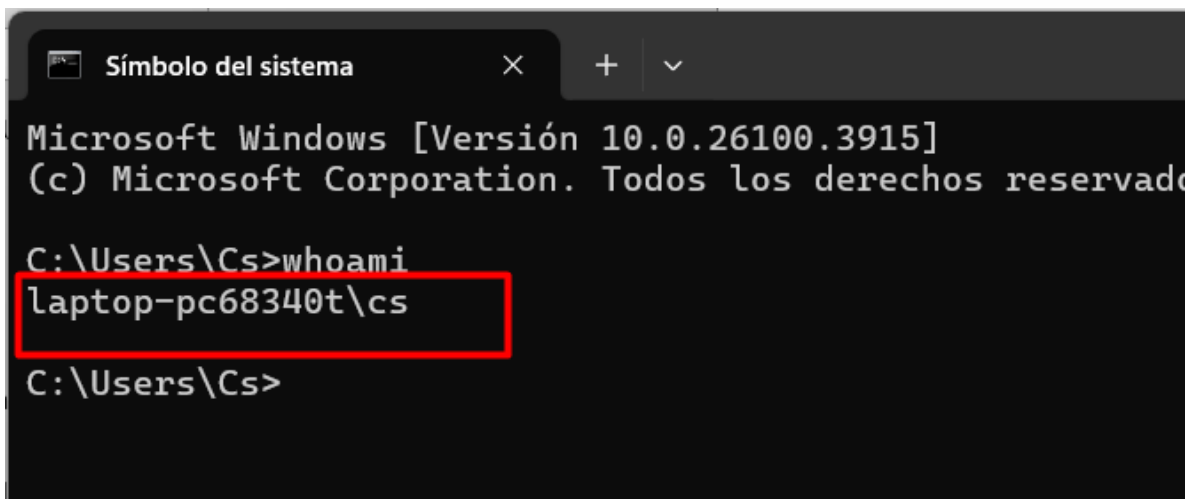 Símbolo del sistema
Microsoft Windows [Versión 10.0.26100.3915]
(c) Microsoft Corporation. Todos los derechos
C:\Users\Cs>whoami
laptop-pc68340t\cs
C:\Users\Cs>